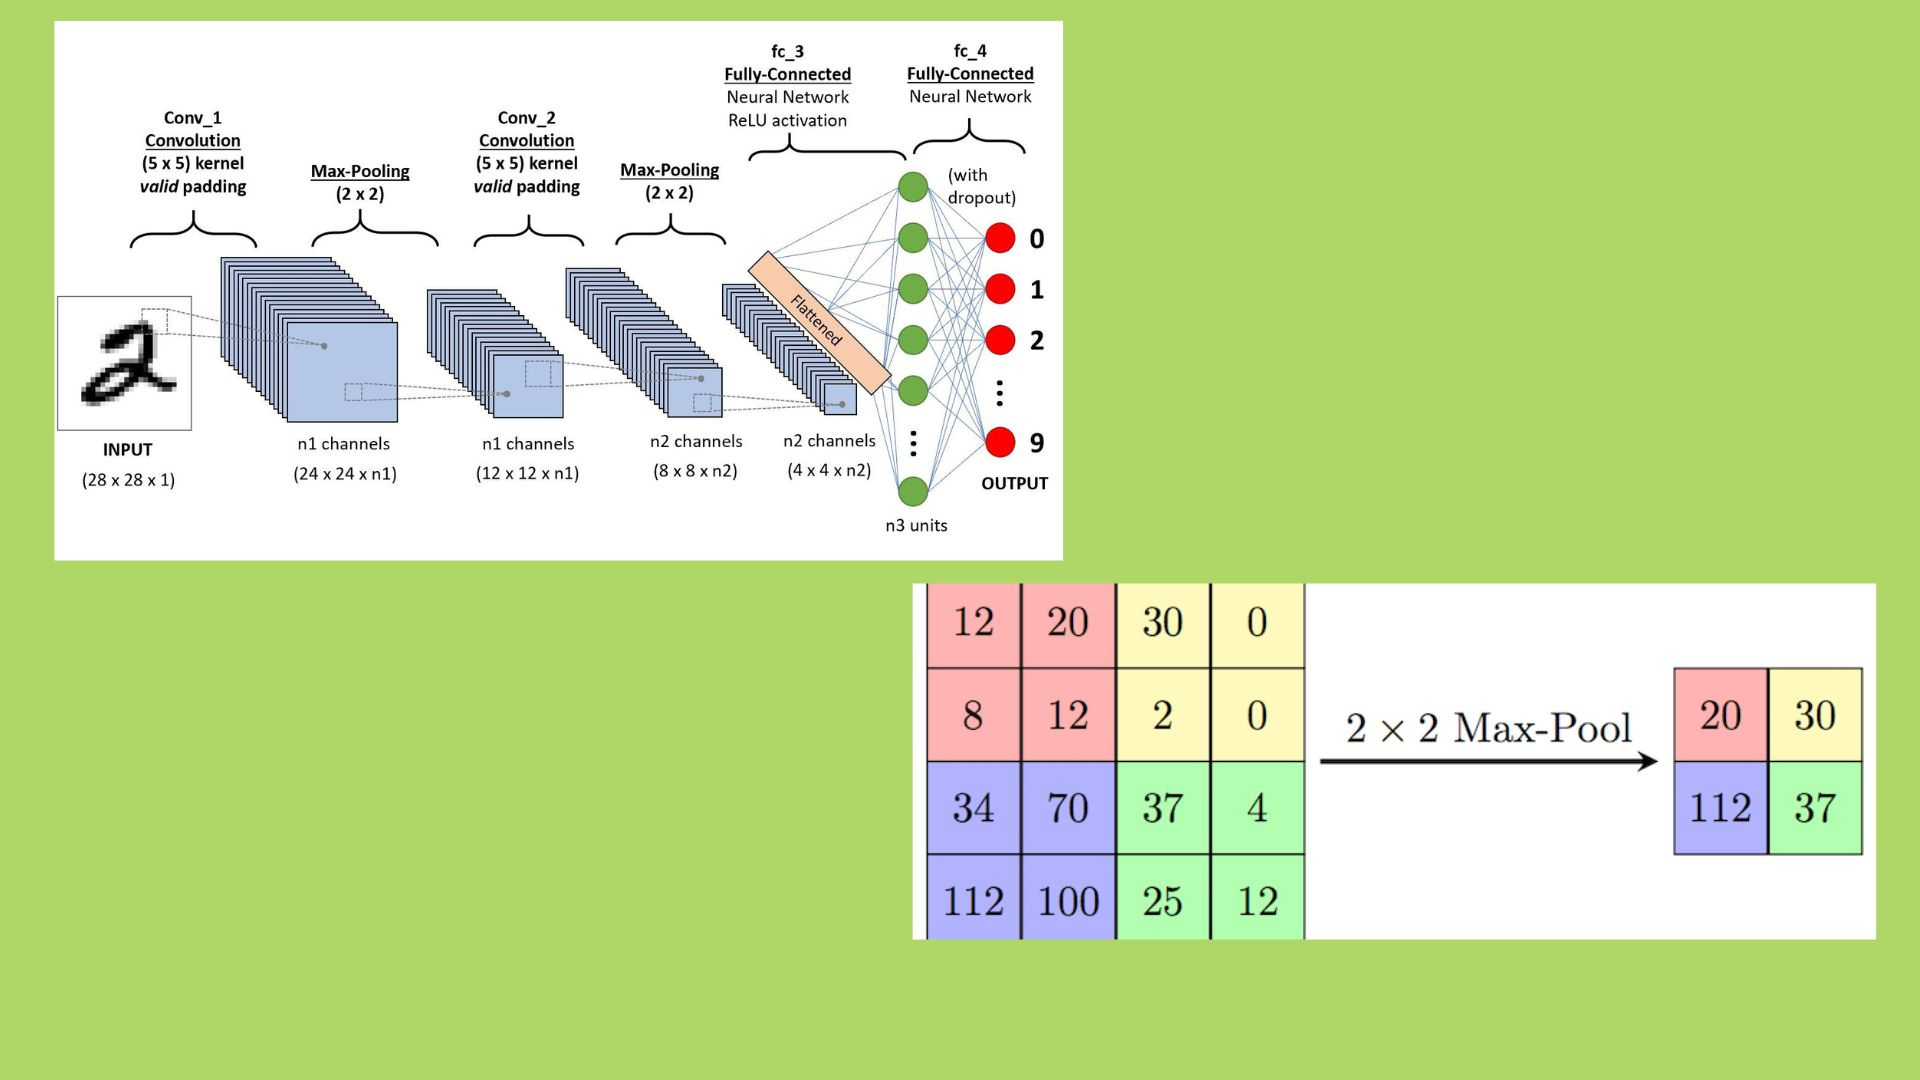 fc_3
Fully-Connected
Neural Network
ReLU activation
fc_4
Fully-Connected
Neural Network
Conv_1
Convolution
(5 x 5) kernel
valid padding
Max-Pooling
(2 x 2)
Conv_2
Convolution
(5 x 5) kernel
valid padding
Max-Pooling
(2 x 2)
(with
dropout)
2
Flattened
0
1
2
9
INPUT
(28 x 28 x 1)
n1 channels
(24 x 24 x n1)
n1 channels
(12 x 12 x n1)
n2 channels
(8 x 8 x n2)
n2 channels
(4 x 4 x n2)
OUTPUT
n3 units
12 20 30 0
8 12 2 0
34 70 37 4
112 100 25 12
2 × 2 Max-Pool
20 30
112 37